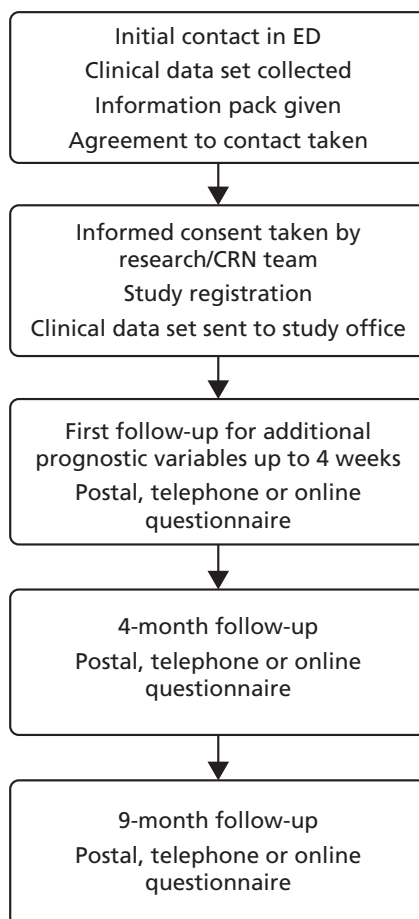 Initial contact in ED
Clinical data set collected
Information pack given
Agreement to contact taken
Informed consent taken by
research/CRN team
Study registration
Clinical data set sent to study office
First follow-up for additional
prognostic variables up to 4 weeks
Postal, telephone or online
questionnaire
4-month follow-up
Postal, telephone or online
questionnaire
9-month follow-up
Postal, telephone or online
questionnaire